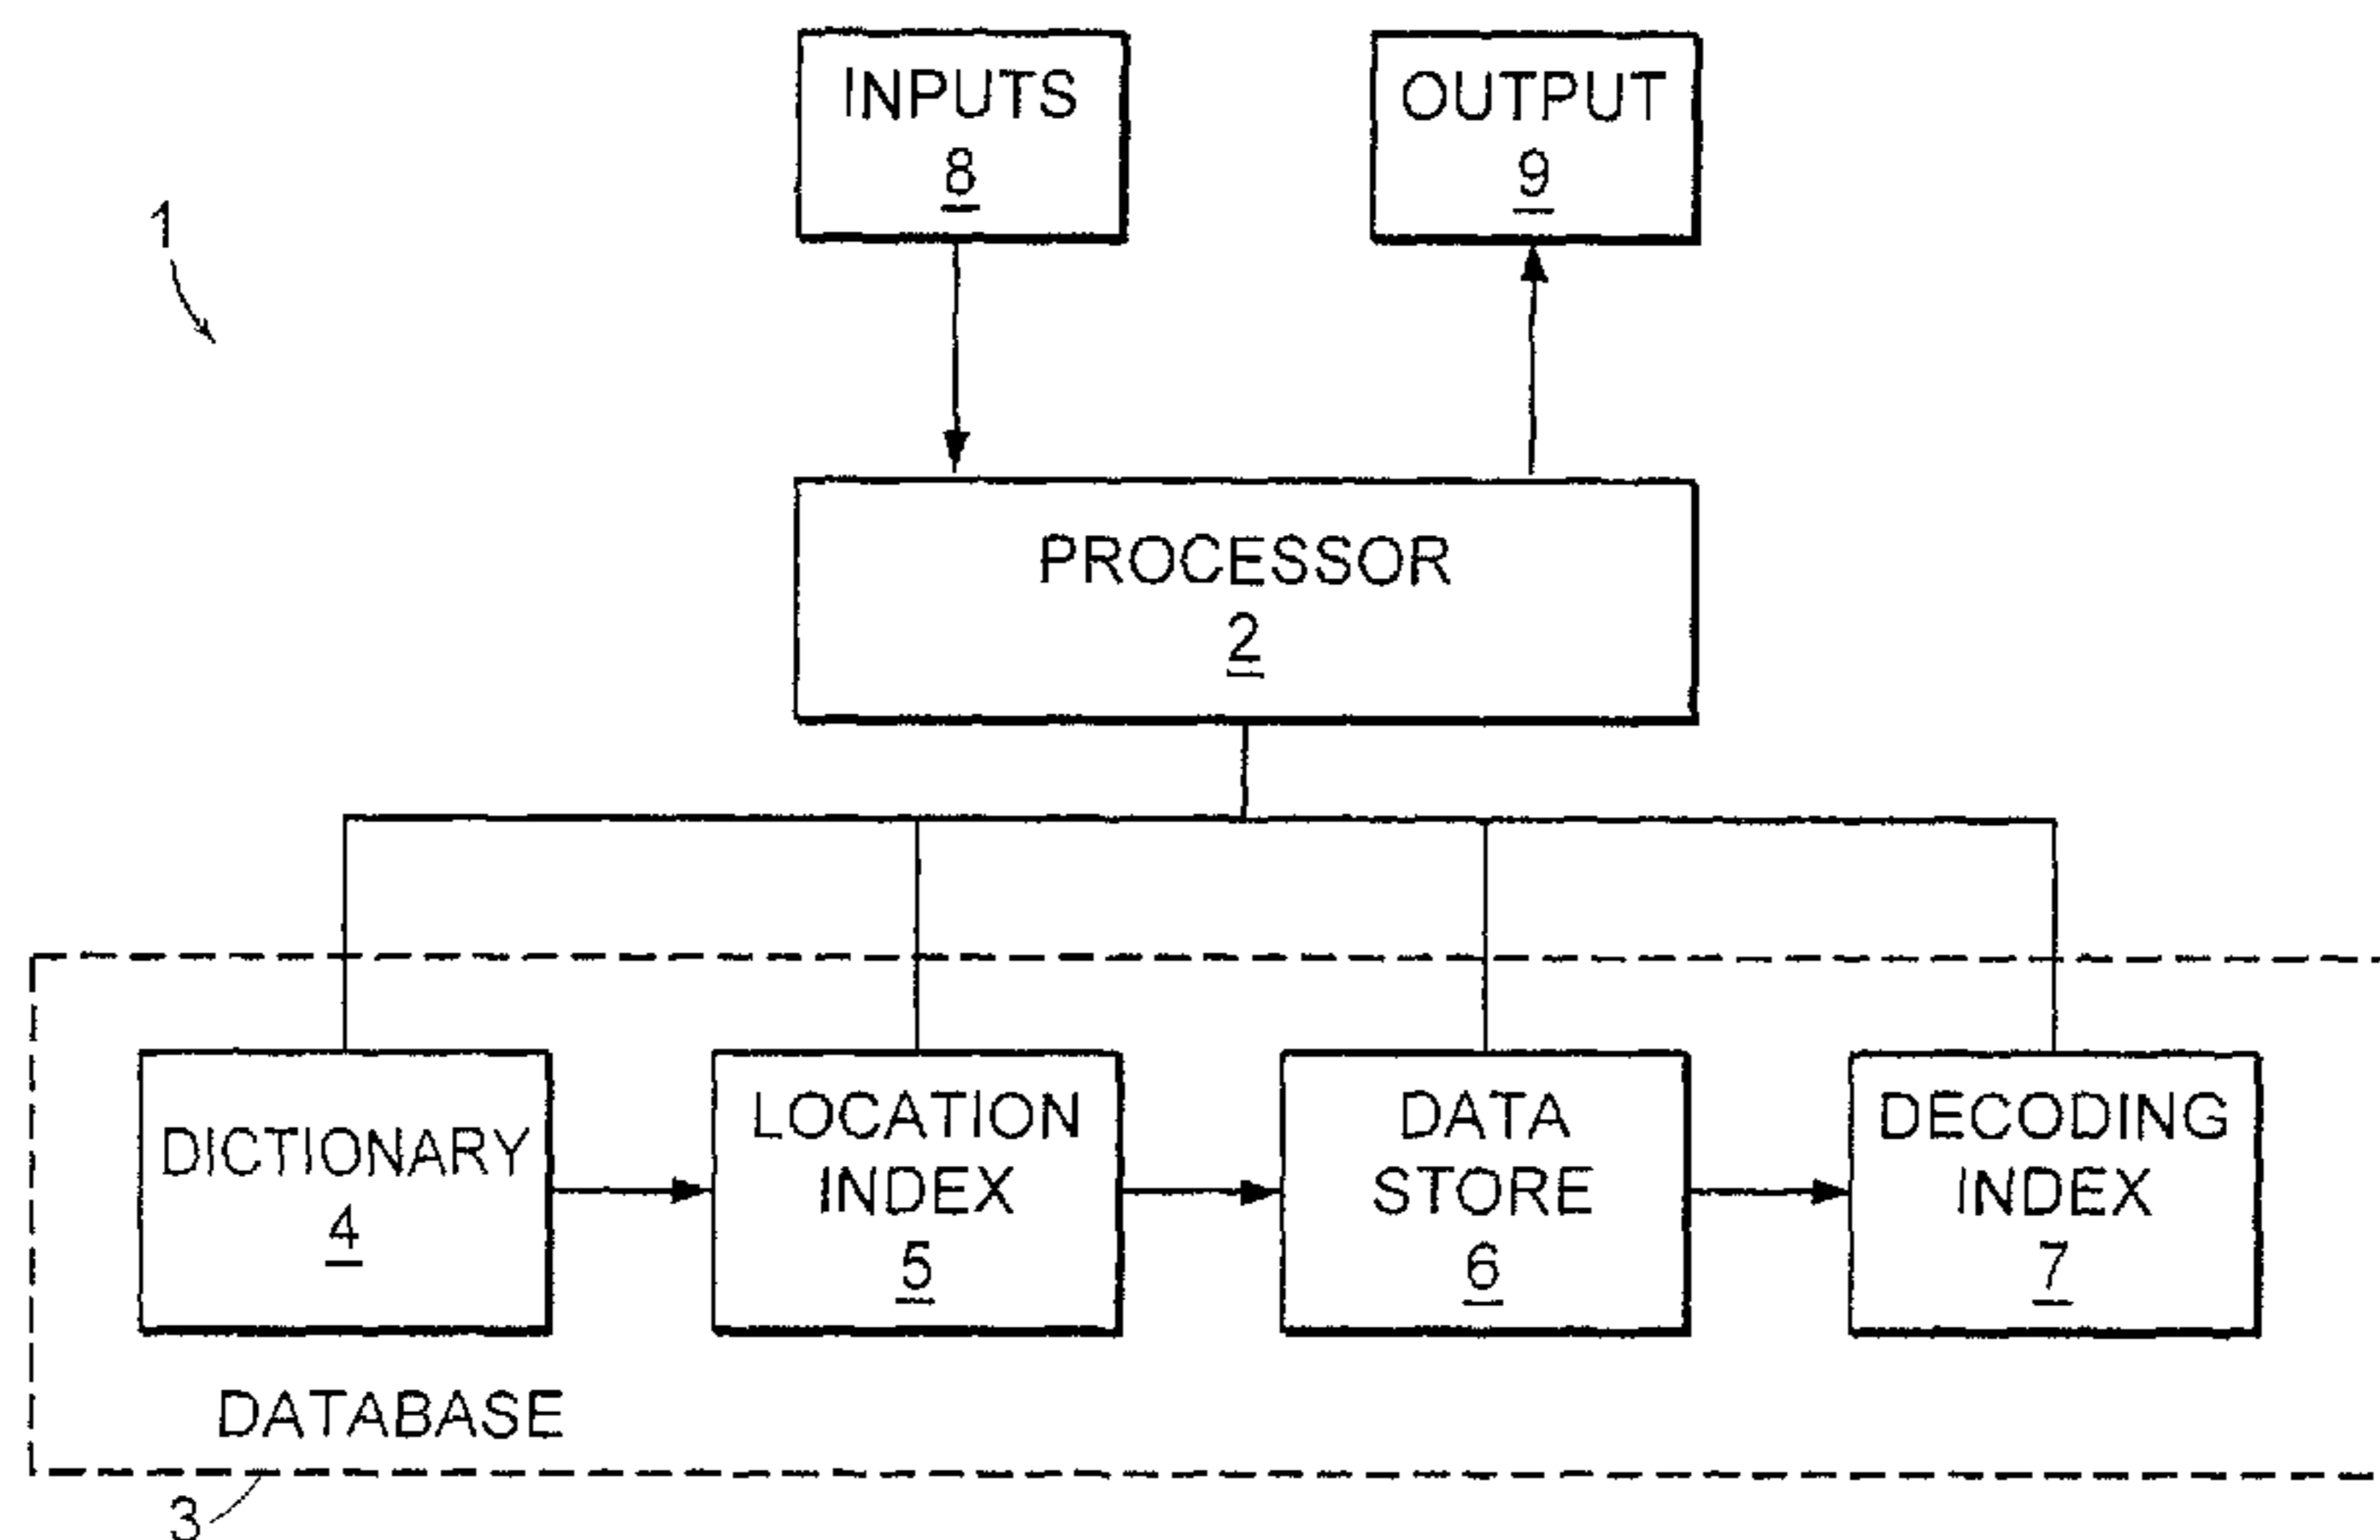 INPUTS
8
OUTPUT
9
1
PROCESSOR
2
DICTIONARY
4
LOCATION
INDEX
5
DATA
STORE
6
DECODING
INDEX
7
DATABASE
3